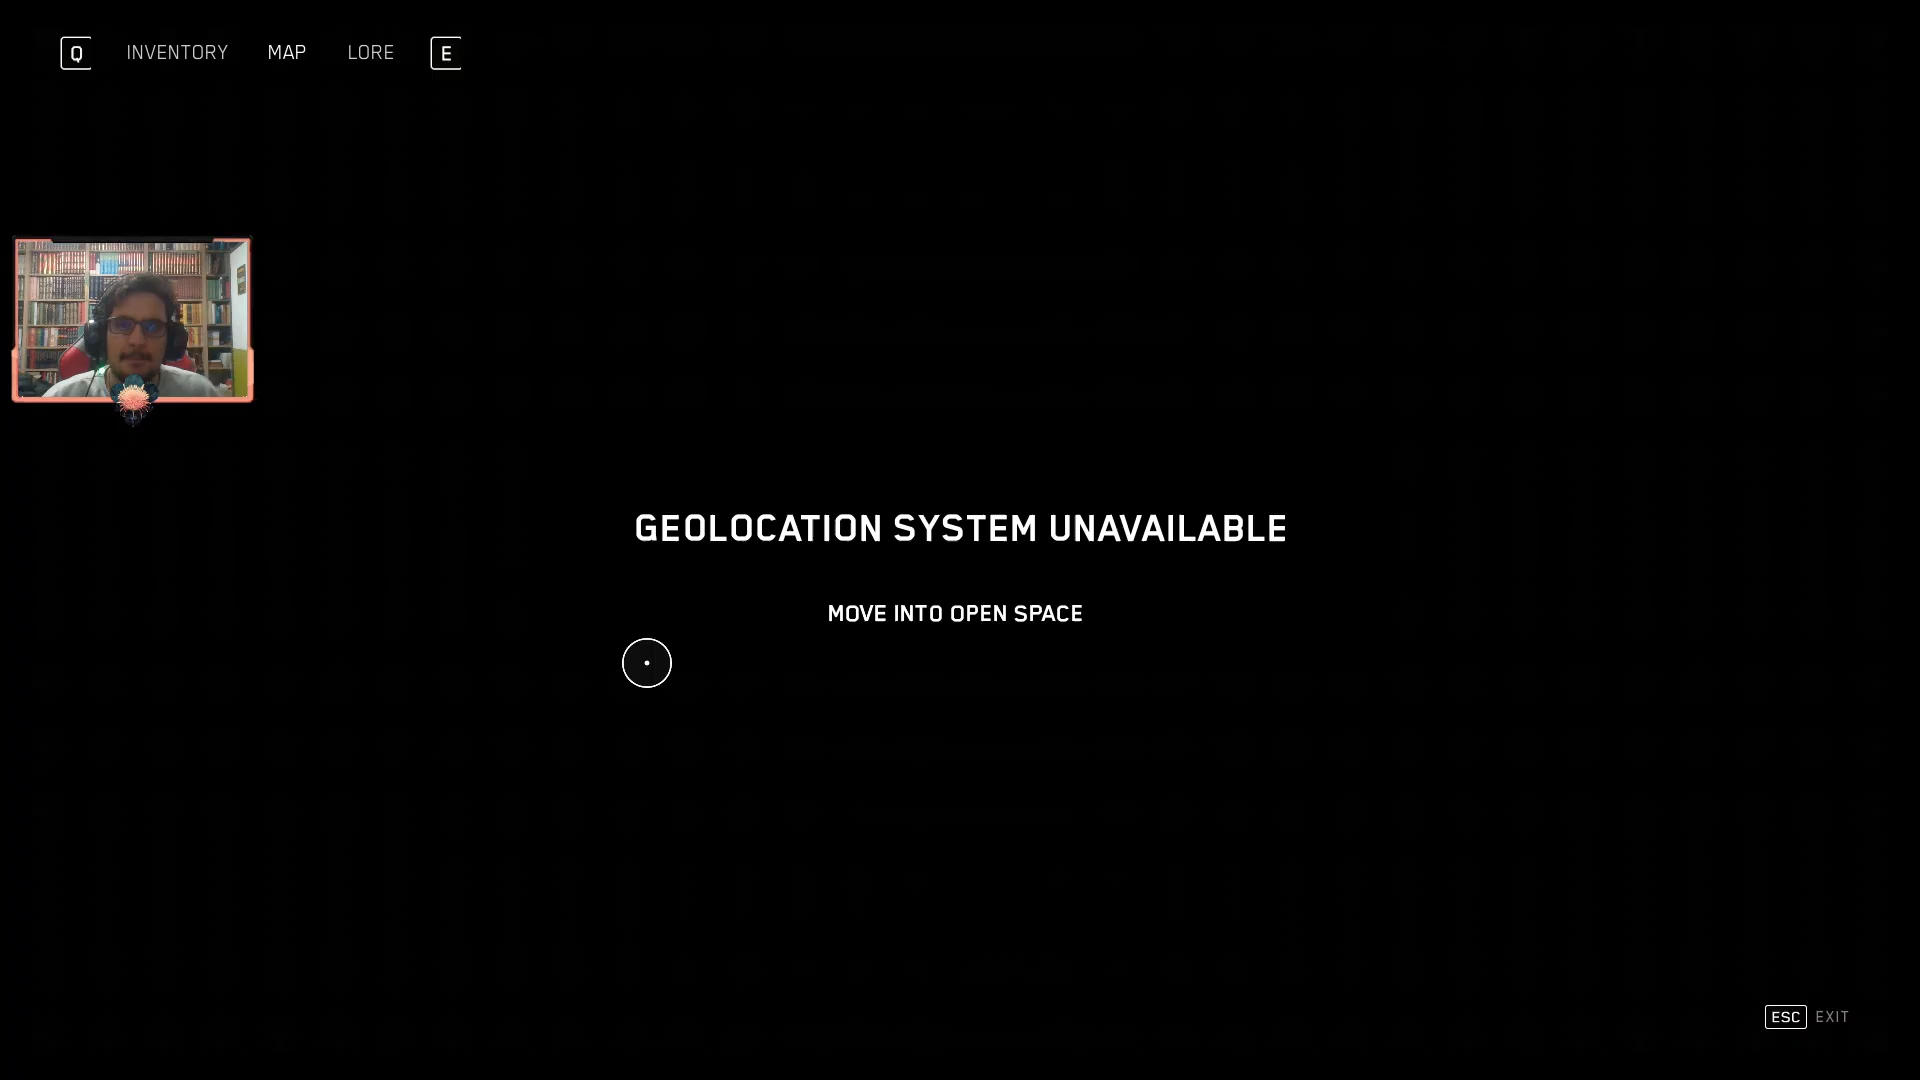 Q INVENTORY MAP LORE E
GEOLOCATION SYSTEM UNAVAILABLE
MOVE INTO OPEN SPACE
ESC EXIT